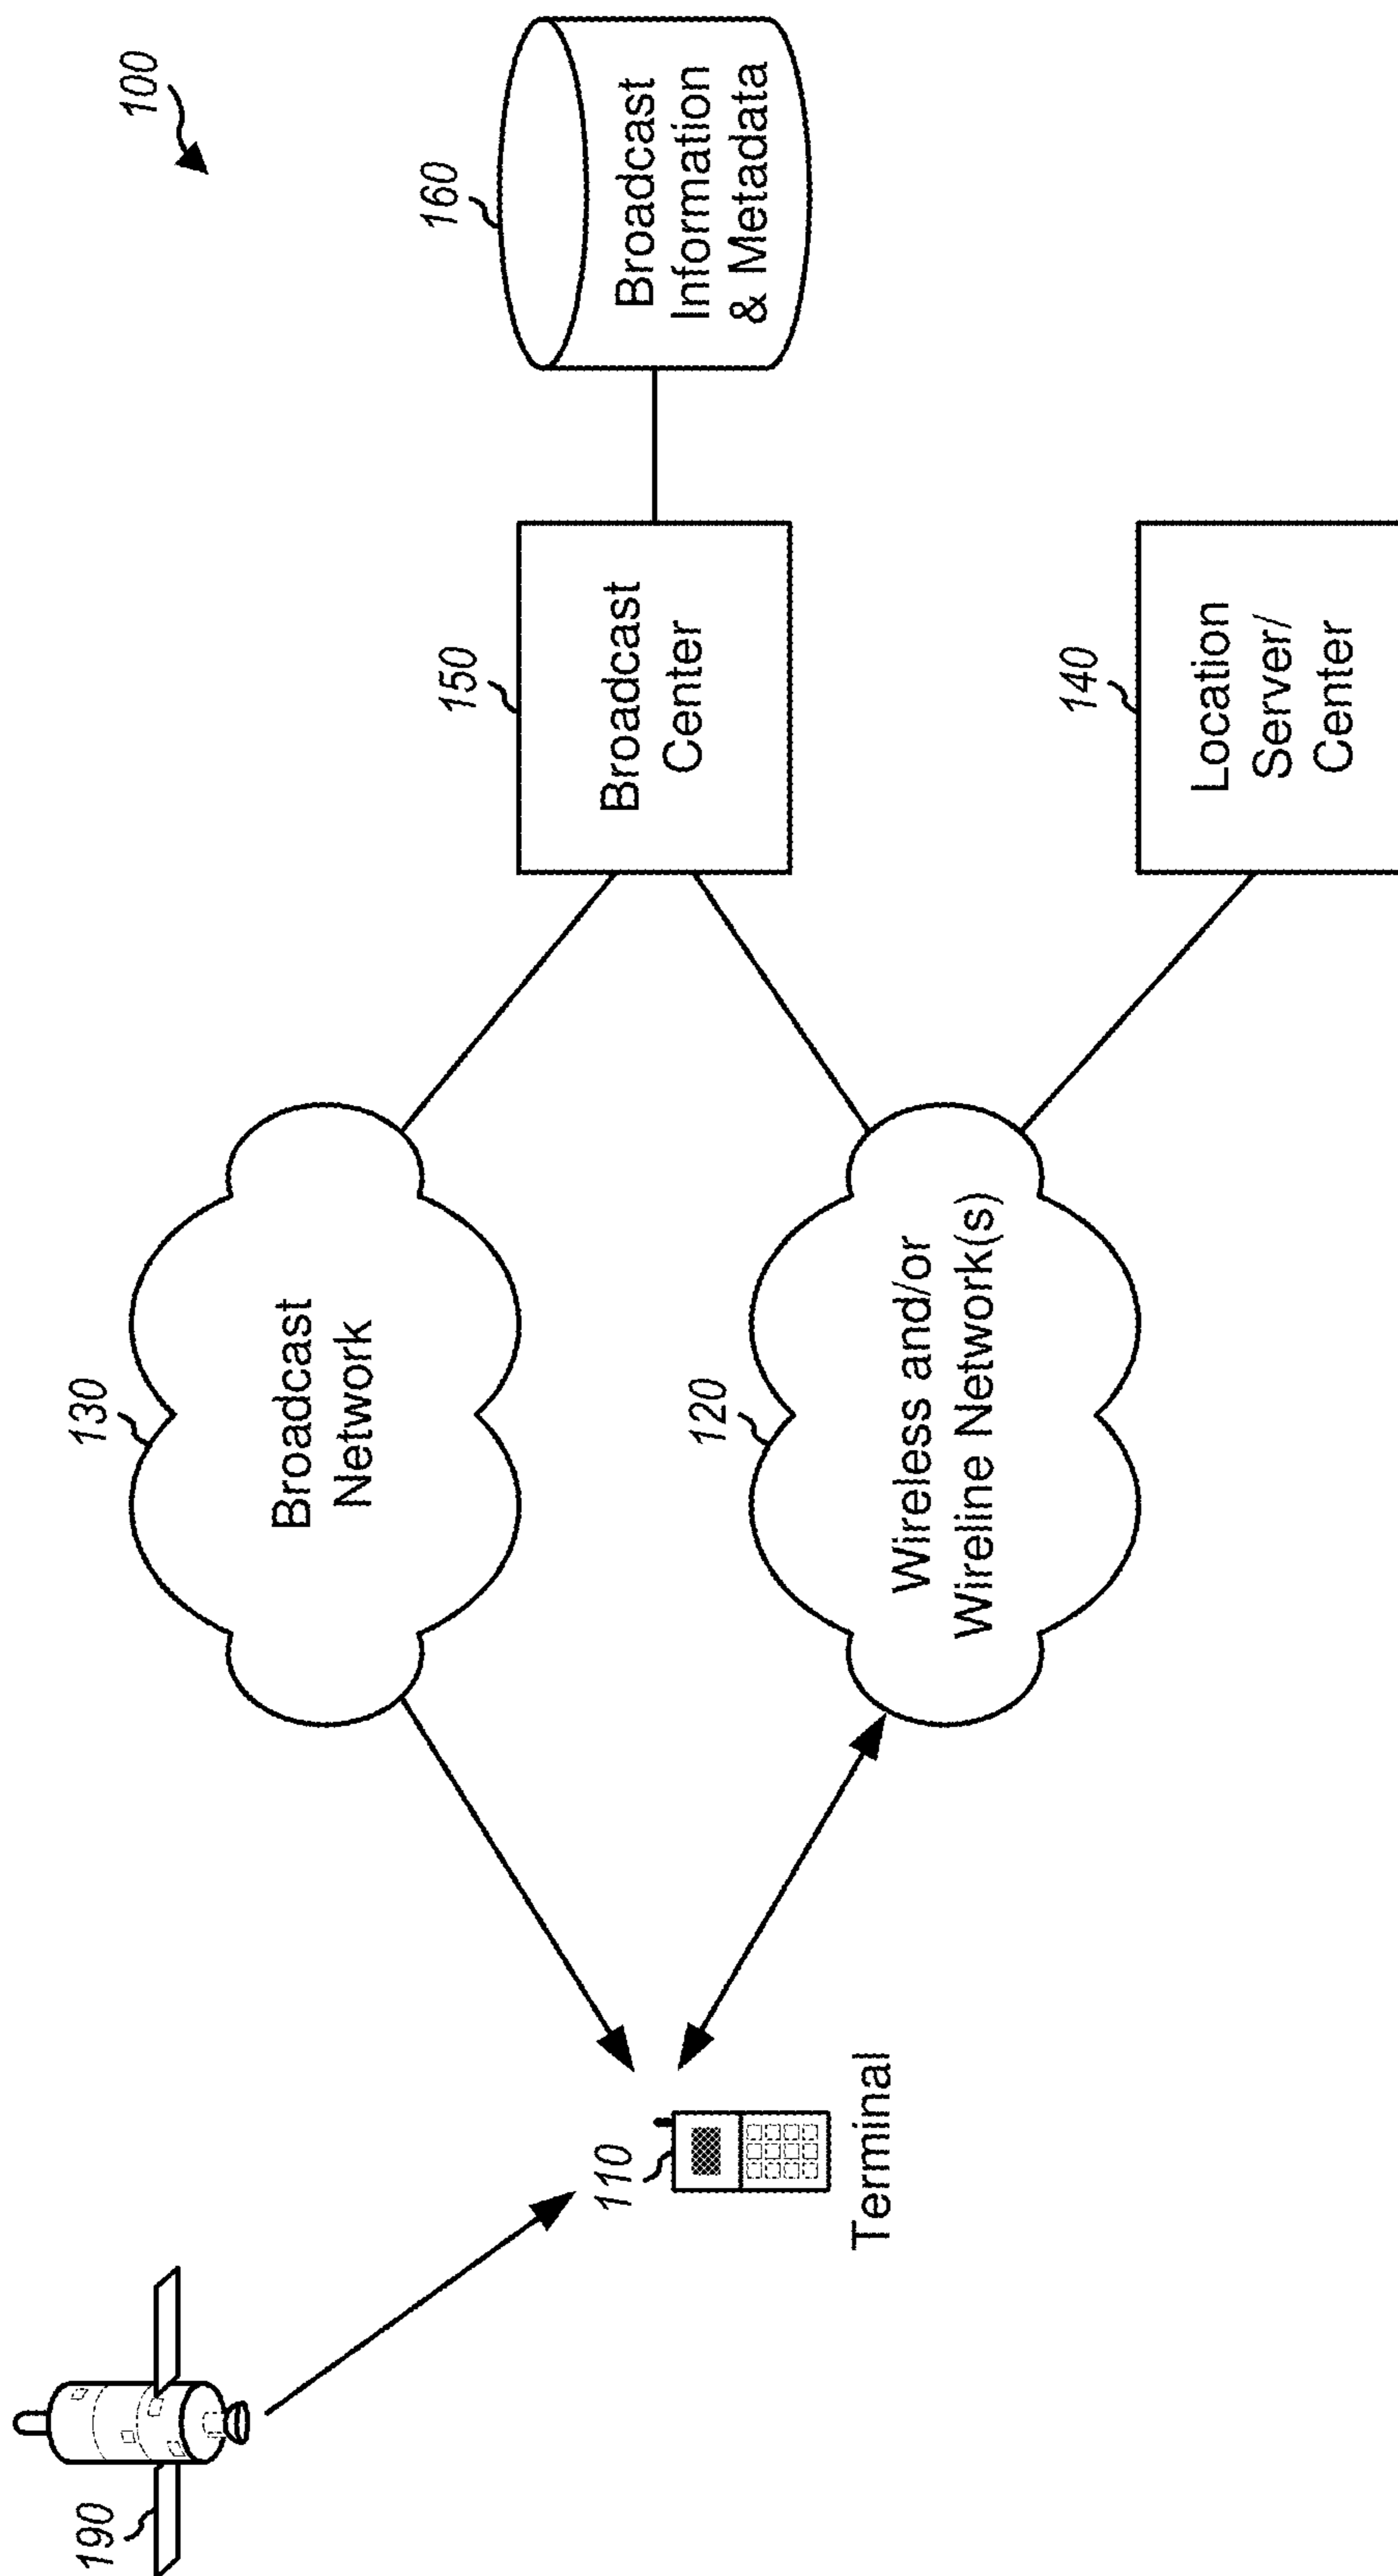 100
190
130
Broadcast
Network
160
Broadcast
Information
& Metadata
150
Broadcast
Center
110
Terminal
120
Wireless and/or
Wireline Network(s)
140
Location
Server/
Center